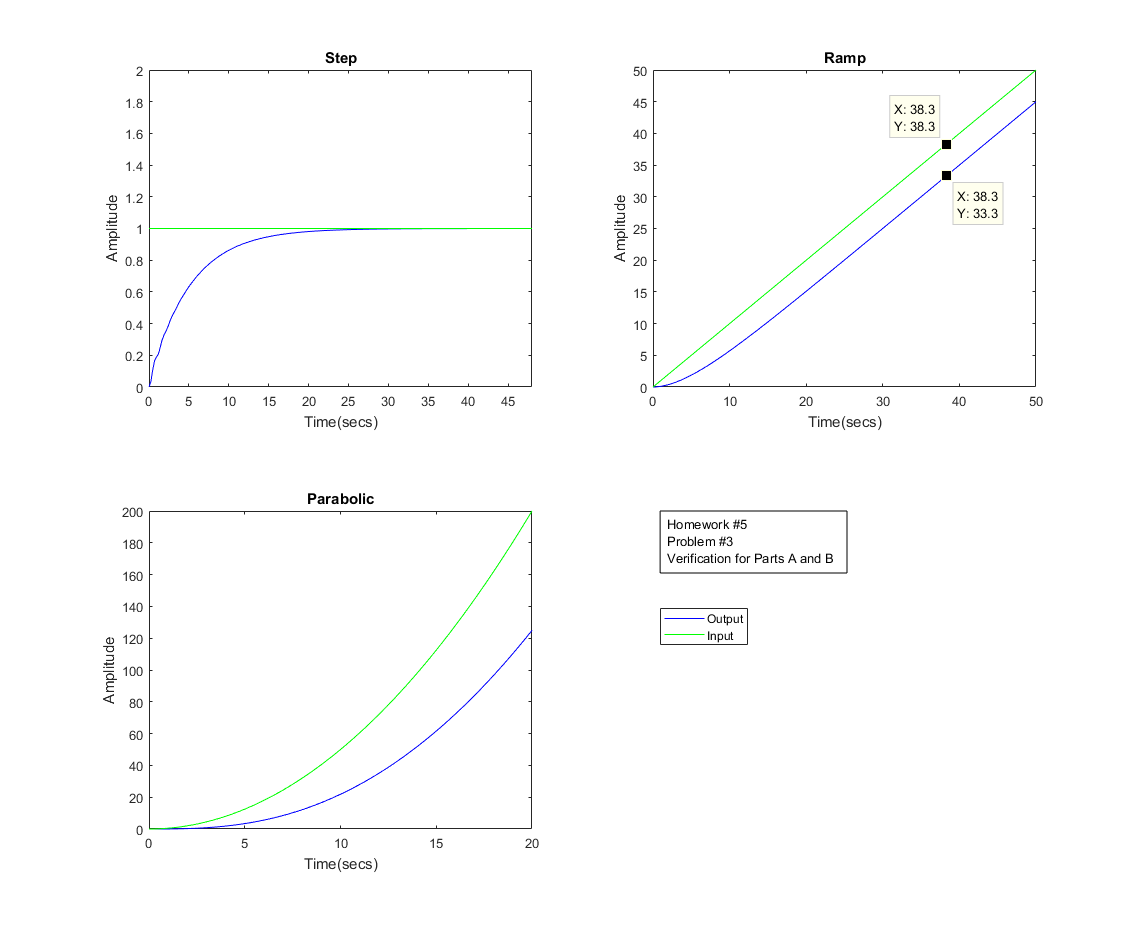 Step
2
1.8
1.6
1.4
1.2
1
0.8
0.6
0.4
0.2
0
Amplitude
0 5 10 15 20 25 30 35 40 45
Time(secs)
Ramp
50
45
40
35
30
25
20
15
10
5
0
Amplitude
X: 38.3
Y: 38.3
X: 38.3
Y: 33.3
0 10 20 30 40 50
Time(secs)
Parabolic
200
180
160
140
120
100
80
60
40
20
0
Amplitude
0 5 10 15 20
Time(secs)
Homework #5
Problem #3
Verification for Parts A and B
Output
Input